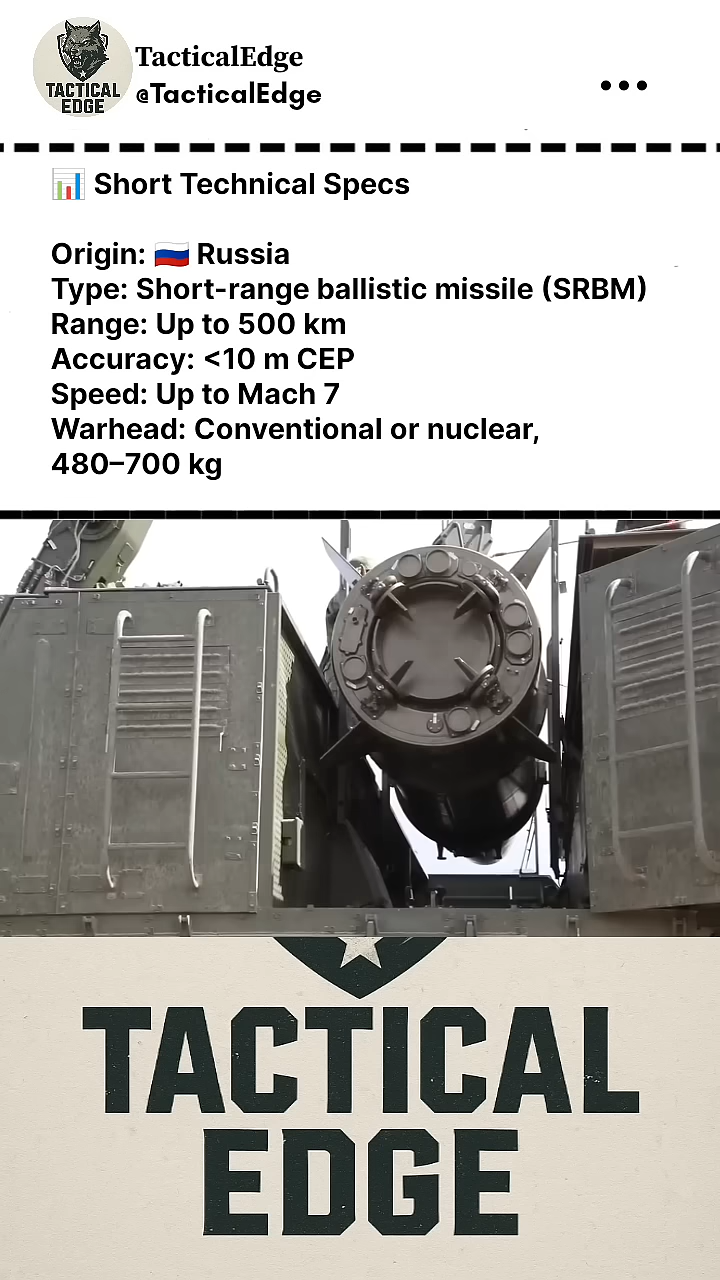 TACTICAL
EDGE
TacticalEdge
@TacticalEdge
📊 Short Technical Specs
Origin: 🇷🇺 Russia
Type: Short-range ballistic missile (SRBM)
Range: Up to 500 km
Accuracy: <10 m CEP
Speed: Up to Mach 7
Warhead: Conventional or nuclear,
480–700 kg
TACTICAL
EDGE